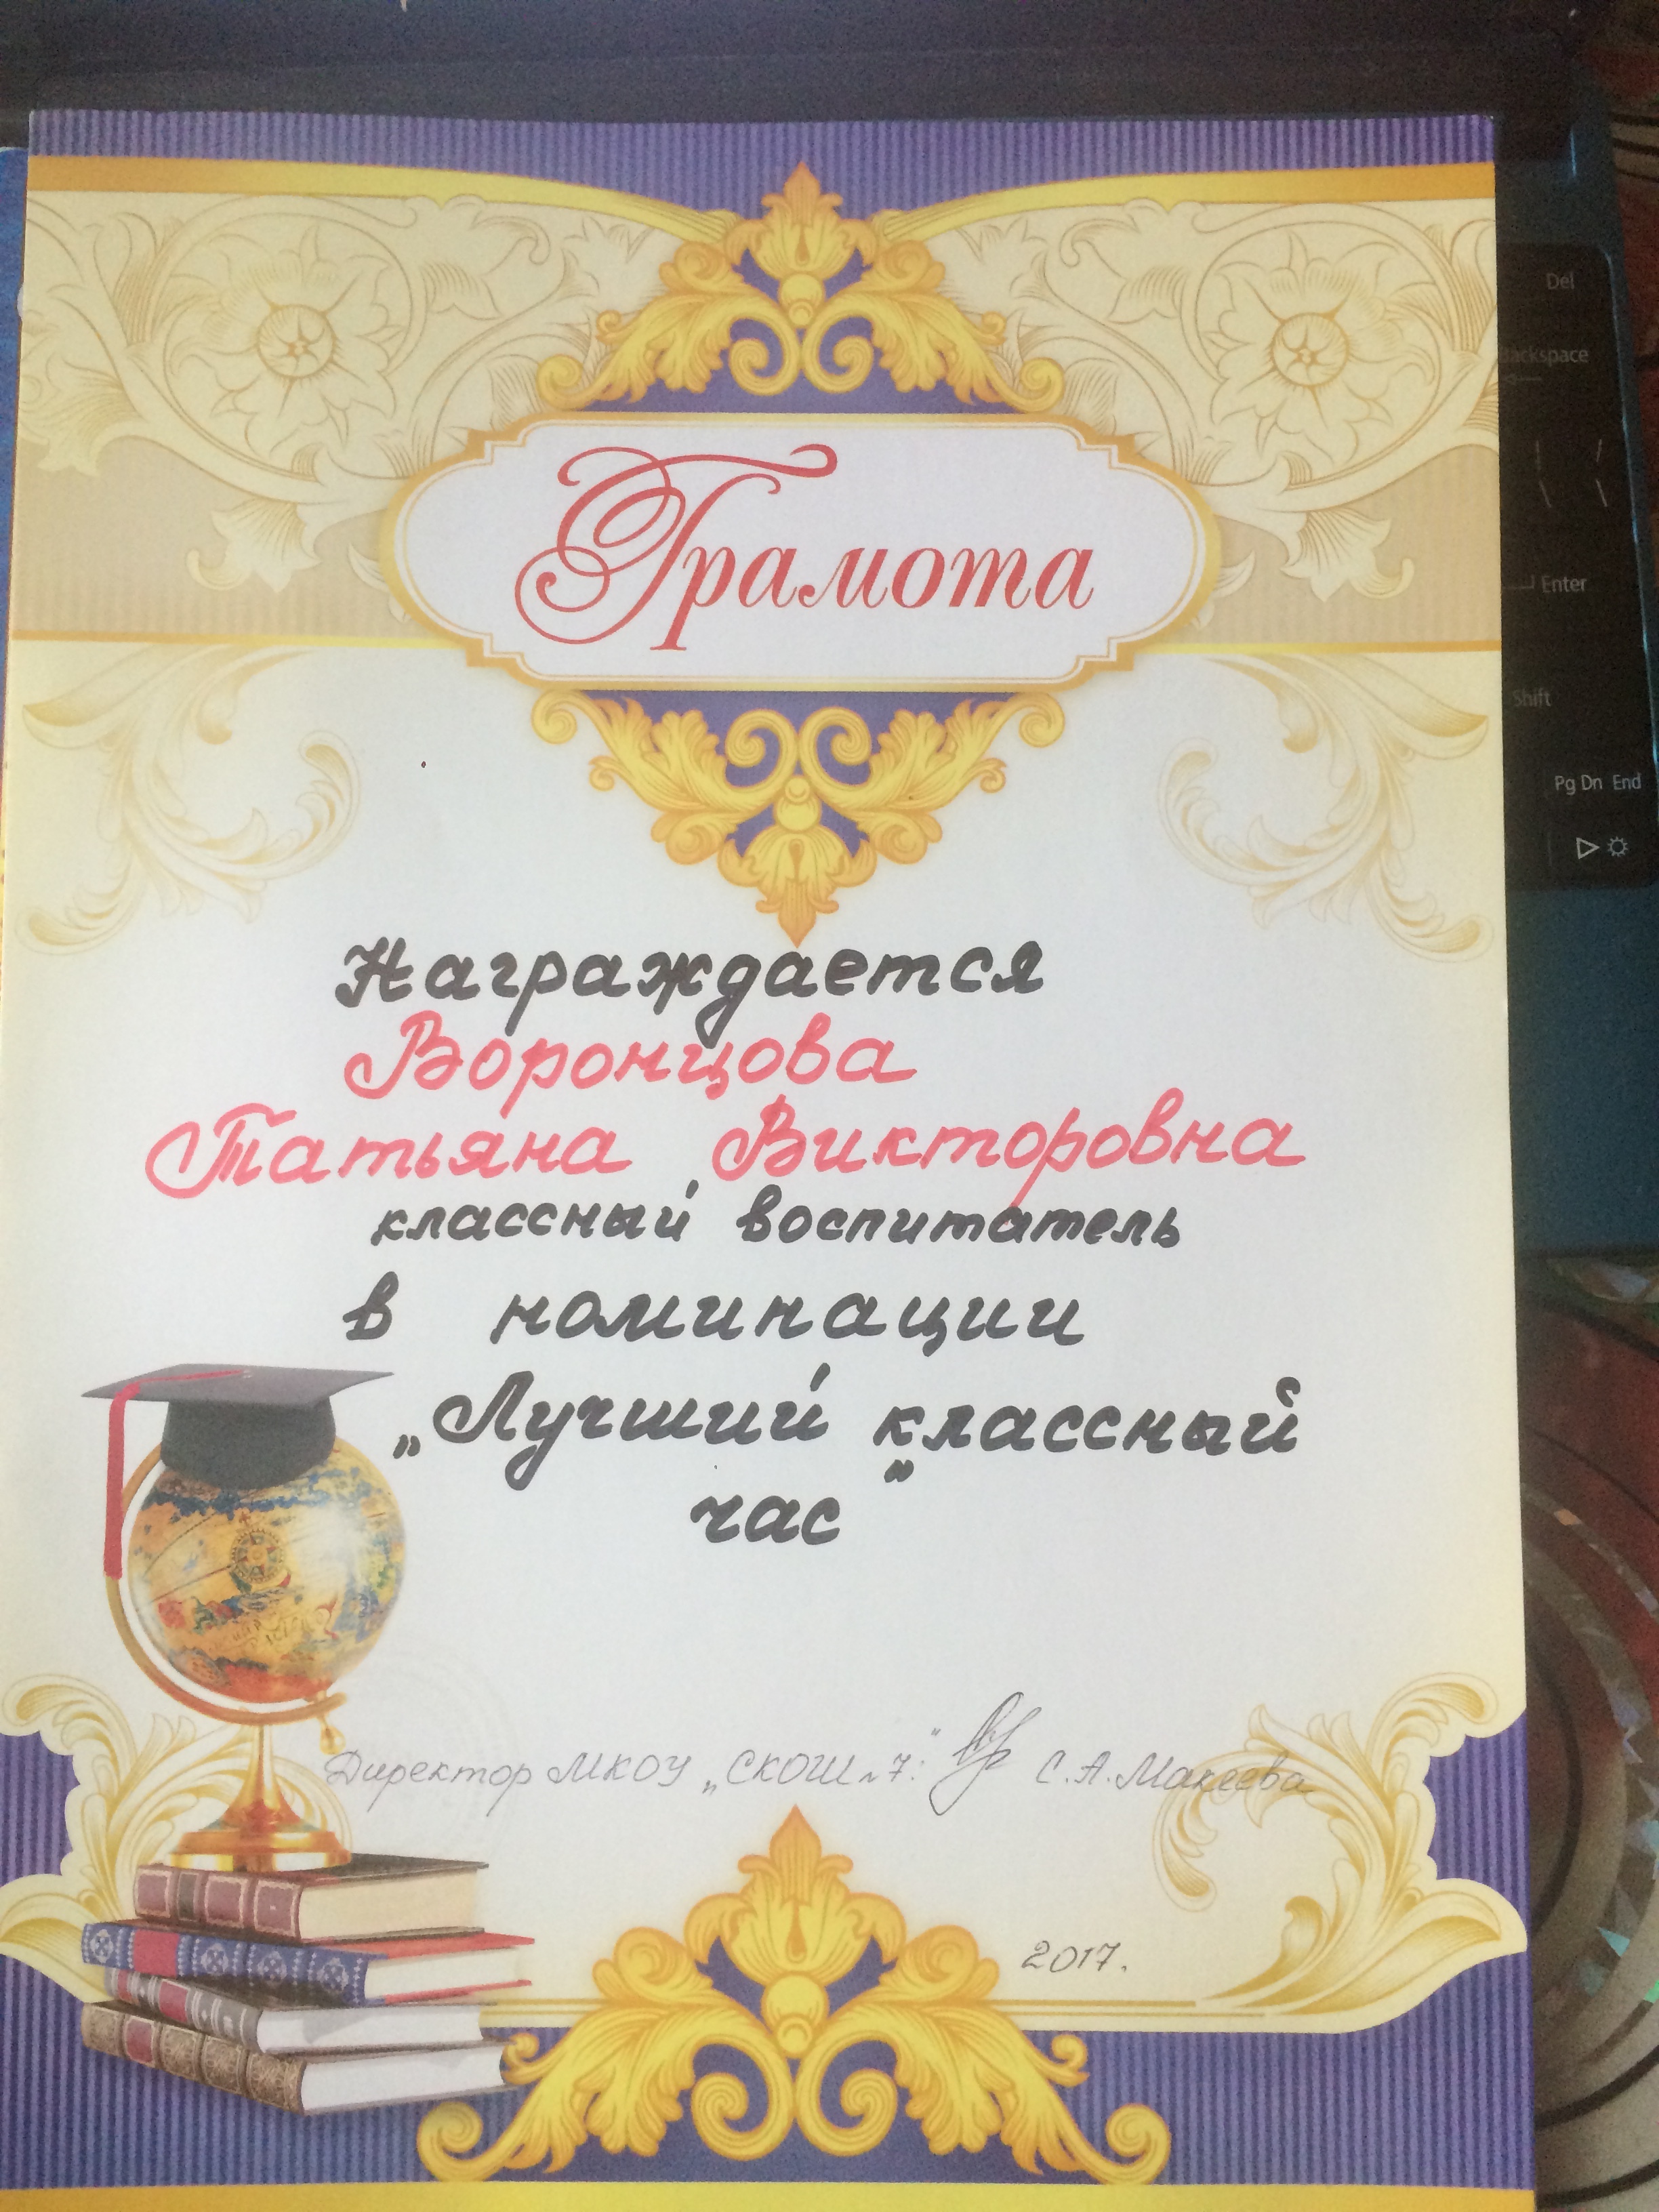 Грамота
Награждается
Воронцова
Татьяна Викторовна
классный воспитатель
в номинации
„Лучший классный
час"
Директор МКОУ „СКОШ №7." С.А. Макеева
2017.
Del
Backspace
Enter
Shift
Pg Dn End